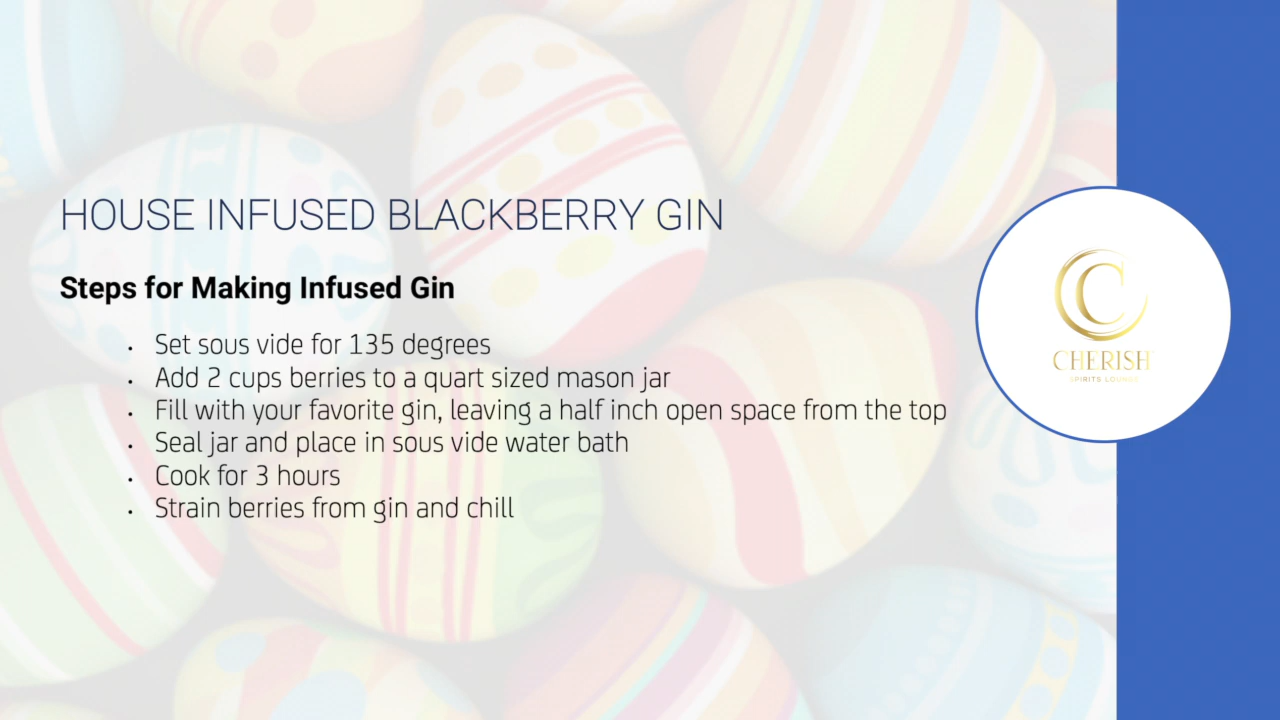 HOUSE INFUSED BLACKBERRY GIN
Steps for Making Infused Gin
• Set sous vide for 135 degrees
• Add 2 cups berries to a quart sized mason jar
• Fill with your favorite gin, leaving a half inch open space from the top
• Seal jar and place in sous vide water bath
• Cook for 3 hours
• Strain berries from gin and chill
C
CHERISH
SPIRITS LOUNGE